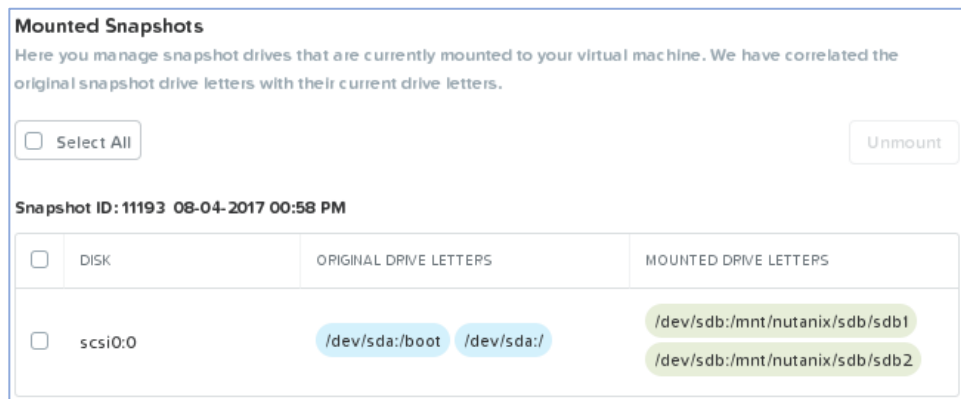 Mounted Snapshots
Here you manage snapshot drives that are currently mounted to your virtual machine. We have correlated the
original snapshot drive letters with their current drive letters.
Select All
Unmount
Snapshot ID: 11193 08-04-2017 00:58 PM
DISK ORIGINAL DRIVE LETTERS MOUNTED DRIVE LETTERS
scsi0:0 /dev/sda:/boot /dev/sda:/ /dev/sdb:/mnt/nutanix/sdb/sdb1
/dev/sdb:/mnt/nutanix/sdb/sdb2